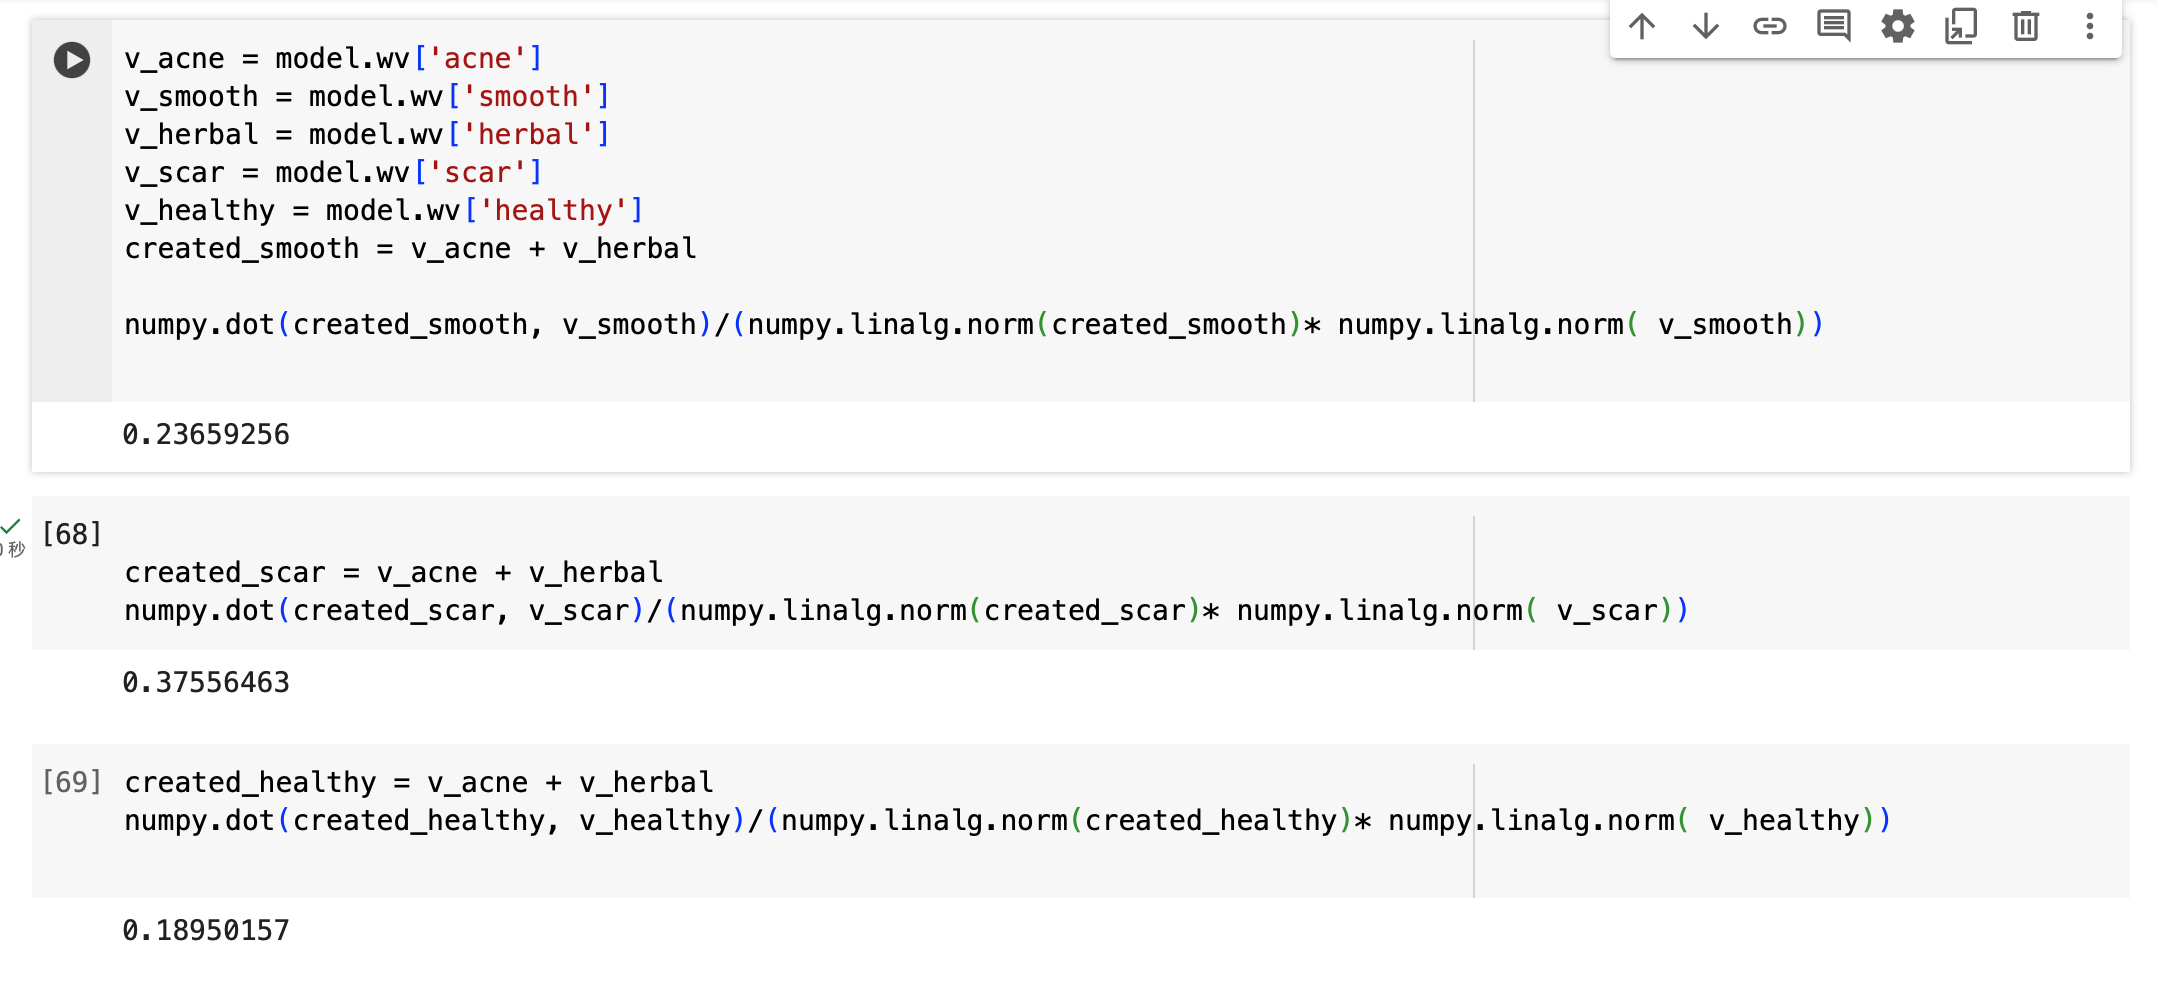 v_acne = model.wv['acne']
v_smooth = model.wv['smooth']
v_herbal = model.wv['herbal']
v_scar = model.wv['scar']
v_healthy = model.wv['healthy']
created_smooth = v_acne + v_herbal
numpy.dot(created_smooth, v_smooth)/(numpy.linalg.norm(created_smooth)* numpy.linalg.norm( v_smooth))
0.23659256
[68]
0 秒
created_scar = v_acne + v_herbal
numpy.dot(created_scar, v_scar)/(numpy.linalg.norm(created_scar)* numpy.linalg.norm( v_scar))
0.37556463
[69] created_healthy = v_acne + v_herbal
numpy.dot(created_healthy, v_healthy)/(numpy.linalg.norm(created_healthy)* numpy.linalg.norm( v_healthy))
0.18950157